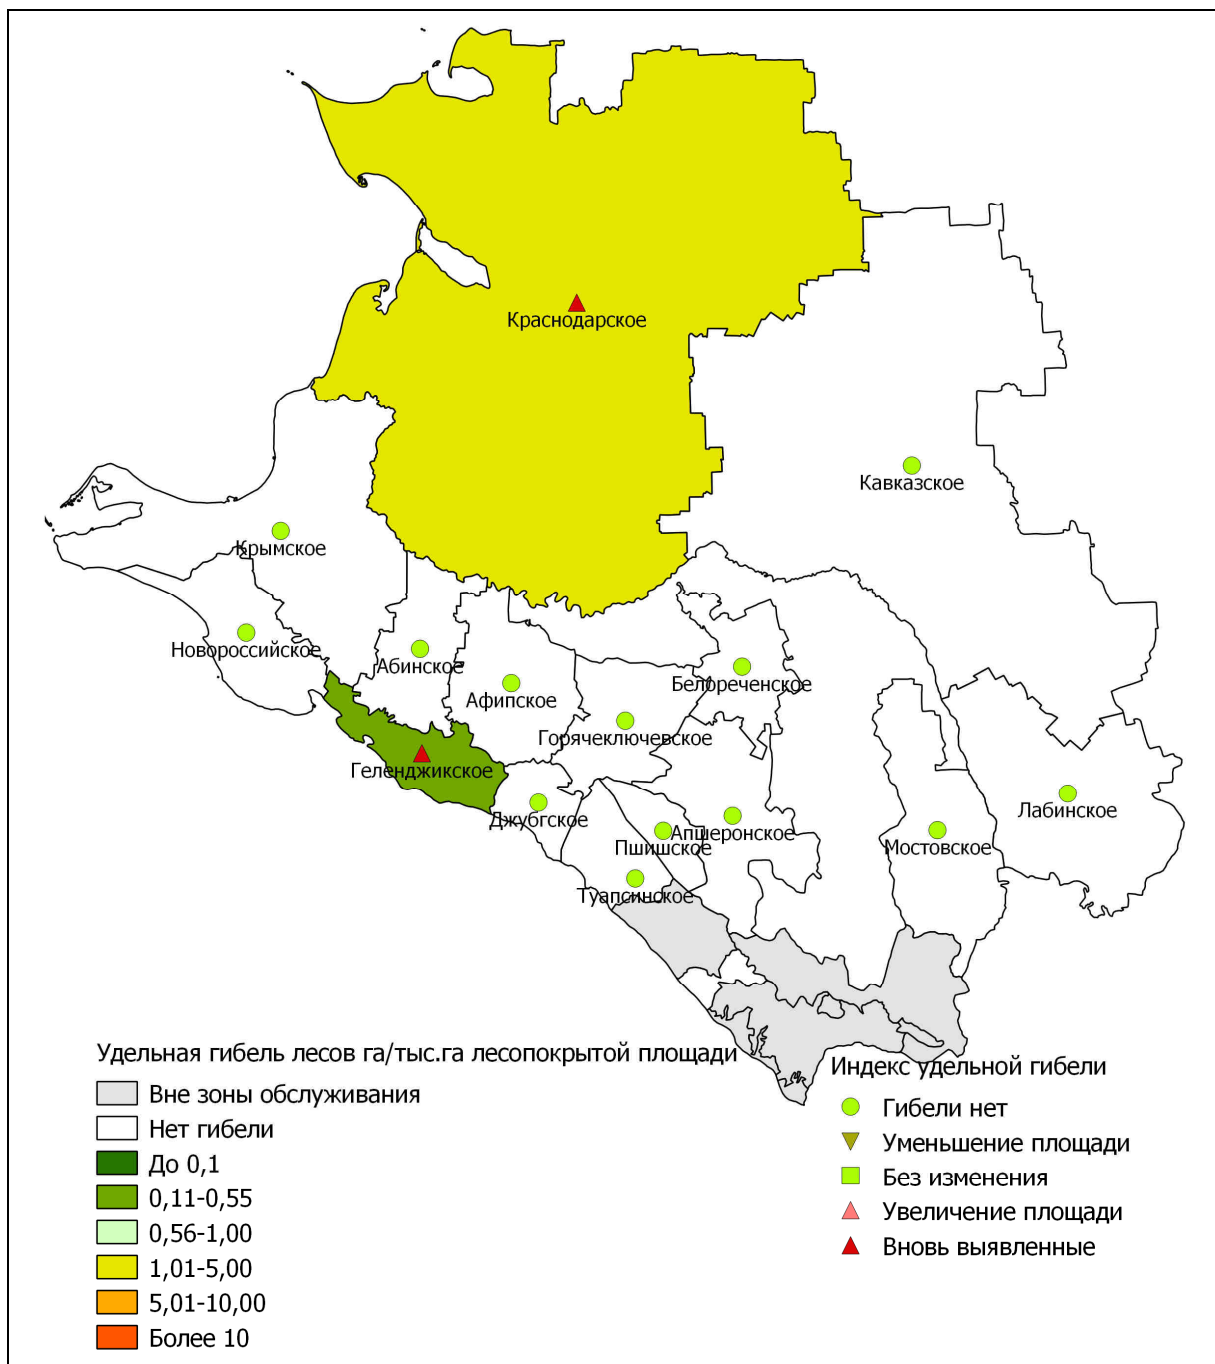 Краснодарское
Кавказское
Крымское
Новороссийское
Абинское
Белореченское
Афипское
Горячеключевское
Геленджикское
Джубгское
Лабинское
Апшеронское
Пшишское
Мостовское
Туапсинское
Удельная гибель лесов га/тыс.га лесопокрытой площади
Вне зоны обслуживания
Нет гибели
До 0,1
0,11-0,55
0,56-1,00
1,01-5,00
5,01-10,00
Более 10
Индекс удельной гибели
Гибели нет
Уменьшение площади
Без изменения
Увеличение площади
Вновь выявленные